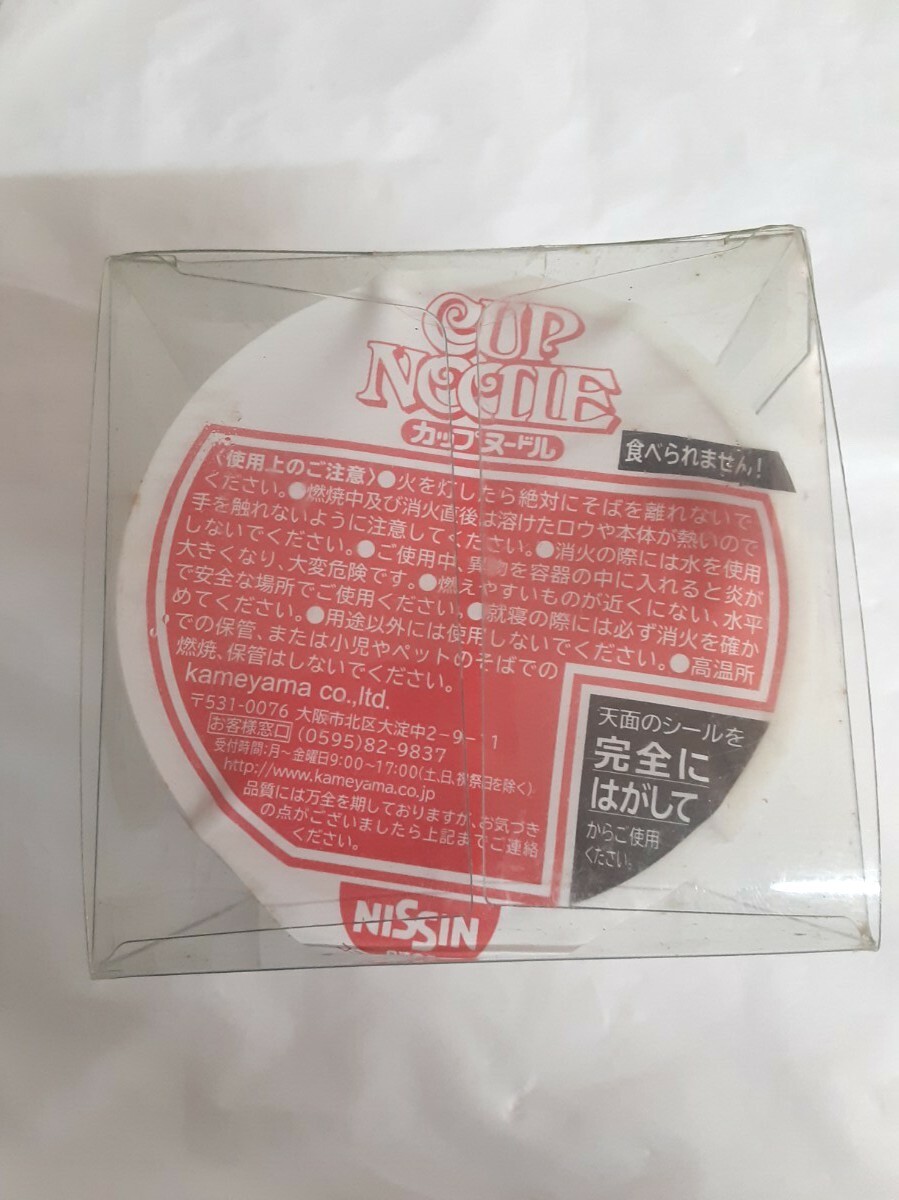 CUP
NOODLE
カップヌードル
食べられません!
〈使用上のご注意〉●火を灯したら絶対にそばを離れないで
ください。●燃焼中及び消火直後は溶けたロウや本体が熱いので
手を触れないように注意してください。●消火の際には水を使用
しないでください。●ご使用中、異物を容器の中に入れると炎が
大きくなり、大変危険です。●燃えやすいものが近くにない、水平
で安全な場所でご使用ください。●就寝の際には必ず消火を確か
めてください。●用途以外には使用しないでください。●高温所
での保管、または小児やペットのそばでの
燃焼、保管はしないでください。
kameyama co.,ltd.
〒531-0076 大阪市北区大淀中2-9-11
お客様窓口 (0595)82-9837
受付時間:月〜金曜日9:00〜17:00(土、日、祝祭日を除く)
http://www.kameyama.co.jp
品質には万全を期しておりますが、お気づき
の点がございましたら上記までご連絡
ください。
天面のシールを
完全に
はがして
からご使用
ください。
NISSIN